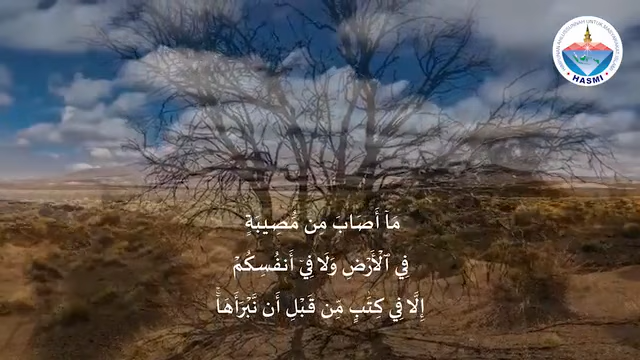 HASMI
مَآ أَصَابَ مِن مُّصِيبَةٍ
فِي ٱلْأَرْضِ وَلَا فِىٓ أَنفُسِكُمْ
إِلَّا فِي كِتَٰبٍ مِّن قَبْلِ أَن نَّبْرَأَهَآ